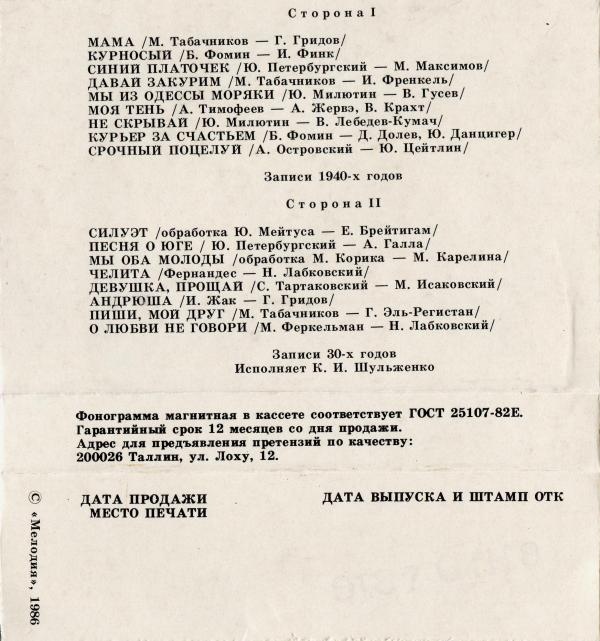 Сторона I
МАМА /М. Табачников — Г. Гридов/
КУРНОСЫЙ /Б. Фомин — И. Финк/
СИНИЙ ПЛАТОЧЕК /Ю. Петербургский — М. Максимов/
ДАВАЙ ЗАКУРИМ /М. Табачников — И. Френкель/
МЫ ИЗ ОДЕССЫ МОРЯКИ /Ю. Милютин — В. Гусев/
МОЯ ТЕНЬ /А. Тимофеев — А. Жервэ, В. Крахт/
НЕ СКРЫВАЙ /Ю. Милютин — В. Лебедев-Кумач/
КУРЬЕР ЗА СЧАСТЬЕМ /Б. Фомин — Д. Долев, Ю. Данцигер/
СРОЧНЫЙ ПОЦЕЛУЙ /А. Островский — Ю. Цейтлин/
Записи 1940-х годов
Сторона II
СИЛУЭТ /обработка Ю. Мейтуса — Е. Брейтигам/
ПЕСНЯ О ЮГЕ / Ю. Петербургский — А. Галла/
МЫ ОБА МОЛОДЫ /обработка М. Корика — М. Карелина/
ЧЕЛИТА /Фернандес — Н. Лабковский/
ДЕВУШКА, ПРОЩАЙ /С. Тартаковский — М. Исаковский/
АНДРЮША /И. Жак — Г. Гридов/
ПИШИ, МОЙ ДРУГ /М. Табачников — Г. Эль-Регистан/
О ЛЮБВИ НЕ ГОВОРИ /М. Феркельман — Н. Лабковский/
Записи 30-х годов
Исполняет К. И. Шульженко
Фонограмма магнитная в кассете соответствует ГОСТ 25107-82Е.
Гарантийный срок 12 месяцев со дня продажи.
Адрес для предъявления претензий по качеству:
200026 Таллин, ул. Лоху, 12.
ДАТА ПРОДАЖИ
МЕСТО ПЕЧАТИ
ДАТА ВЫПУСКА И ШТАМП ОТК
© «Мелодия», 1986